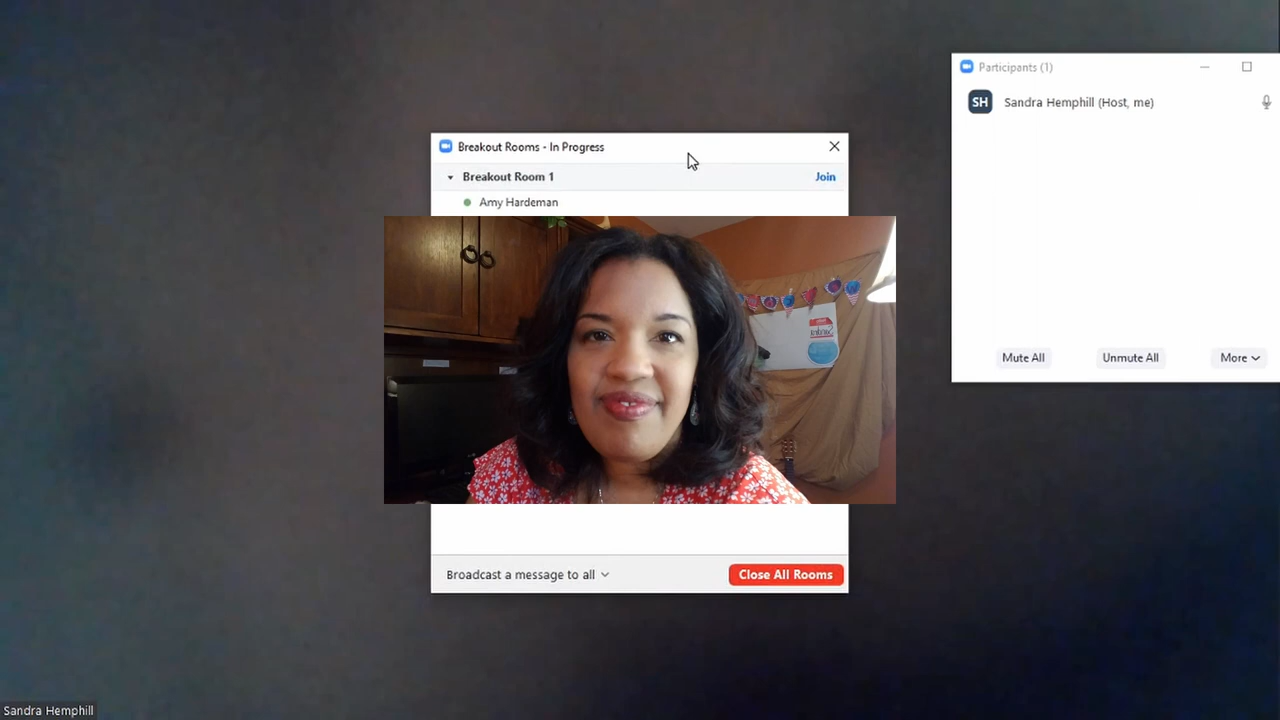 Participants (1)
SH Sandra Hemphill (Host, me)
Breakout Rooms - In Progress
Breakout Room 1 Join
Amy Hardeman
Mute All Unmute All More
Broadcast a message to all Close All Rooms
Sandra Hemphill